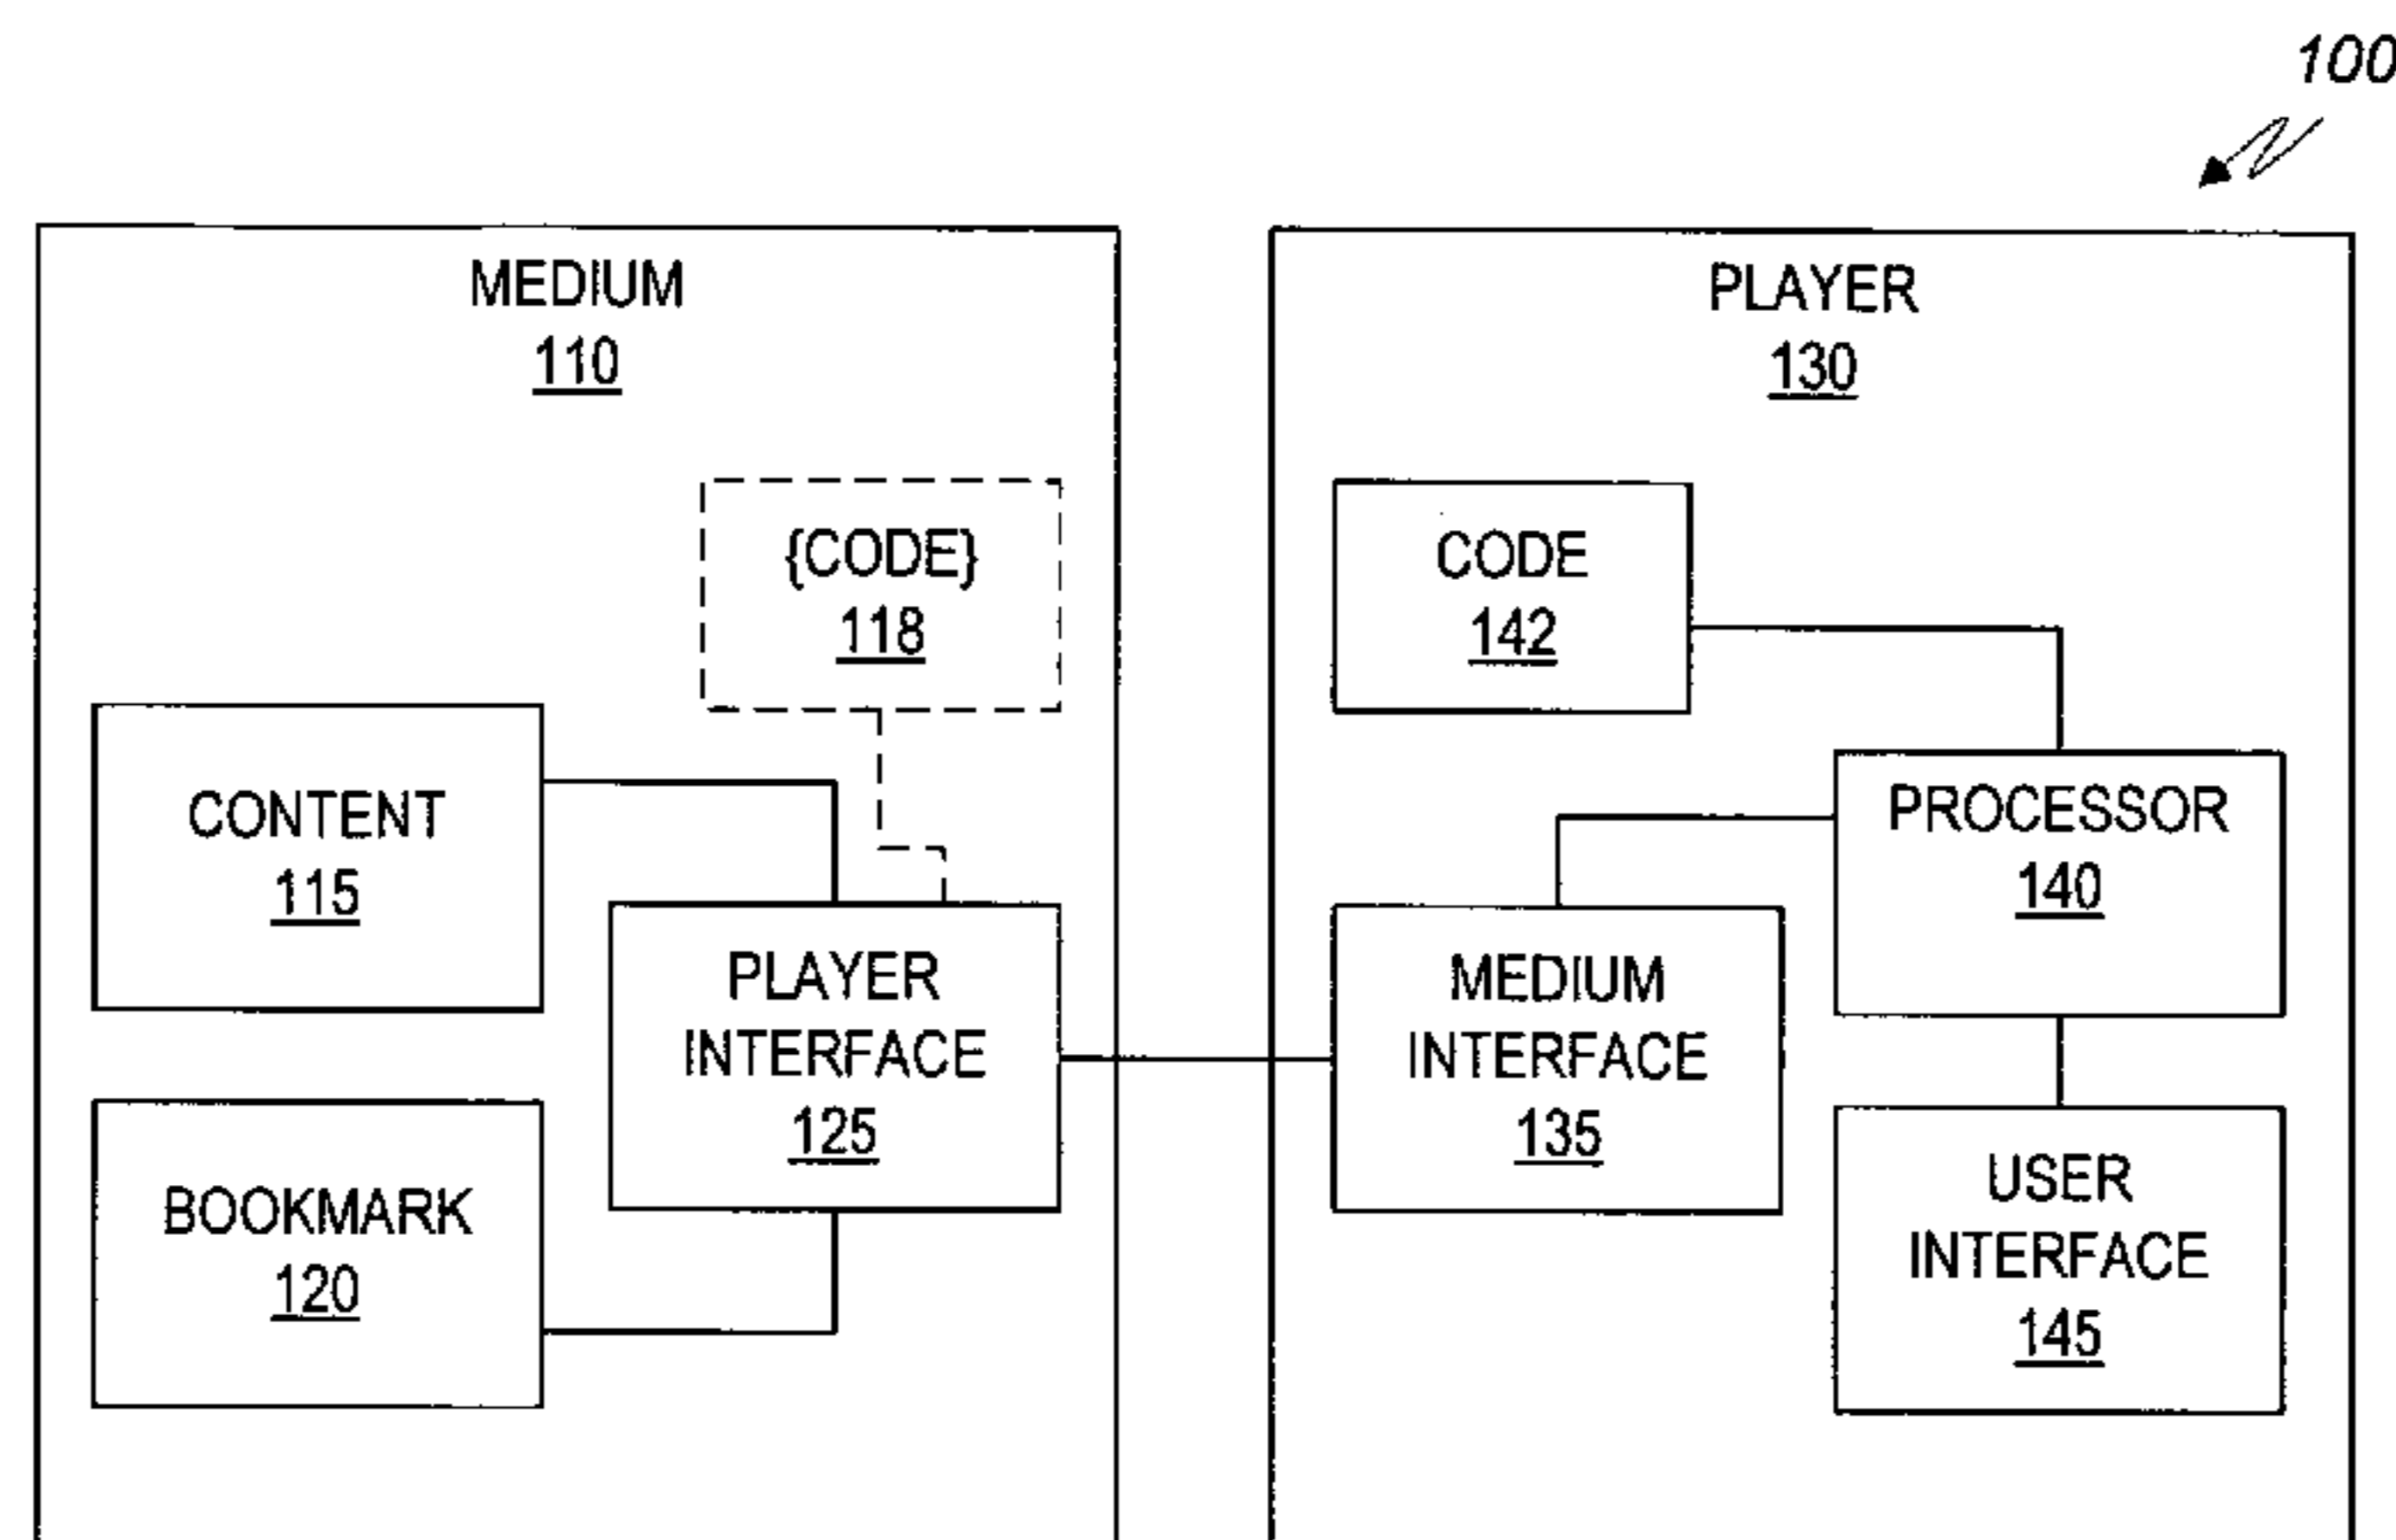 100
MEDIUM
110
{CODE}
118
CONTENT
115
PLAYER
INTERFACE
125
BOOKMARK
120
PLAYER
130
CODE
142
PROCESSOR
140
MEDIUM
INTERFACE
135
USER
INTERFACE
145